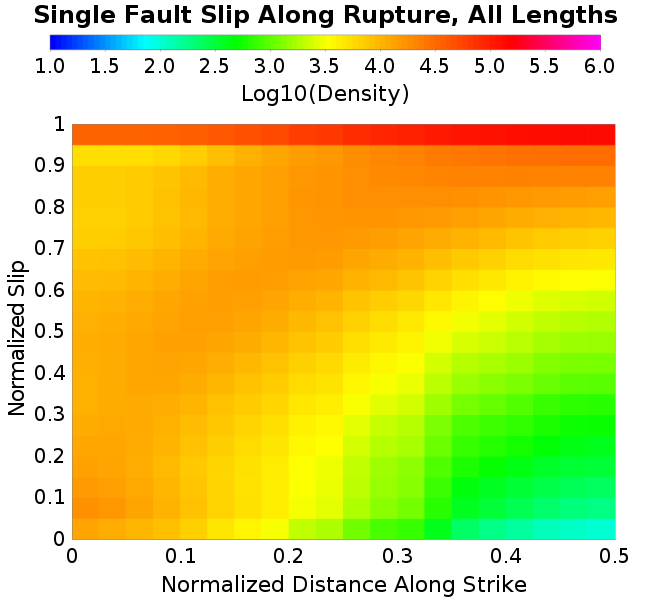 Single Fault Slip Along Rupture, All Lengths
1.0 1.5 2.0 2.5 3.0 3.5 4.0 4.5 5.0 5.5 6.0
Log10(Density)
1
0.9
0.8
0.7
0.6
0.5
0.4
0.3
0.2
0.1
0
Normalized Slip
0 0.1 0.2 0.3 0.4 0.5
Normalized Distance Along Strike